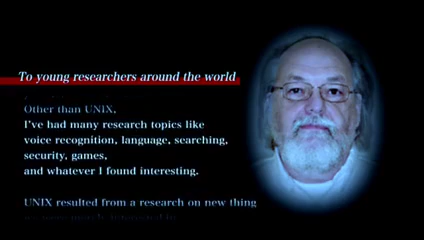 To young researchers around the world
Other than UNIX,
I've had many research topics like
voice recognition, language, searching,
security, games,
and whatever I found interesting.
UNIX resulted from a research on new thing